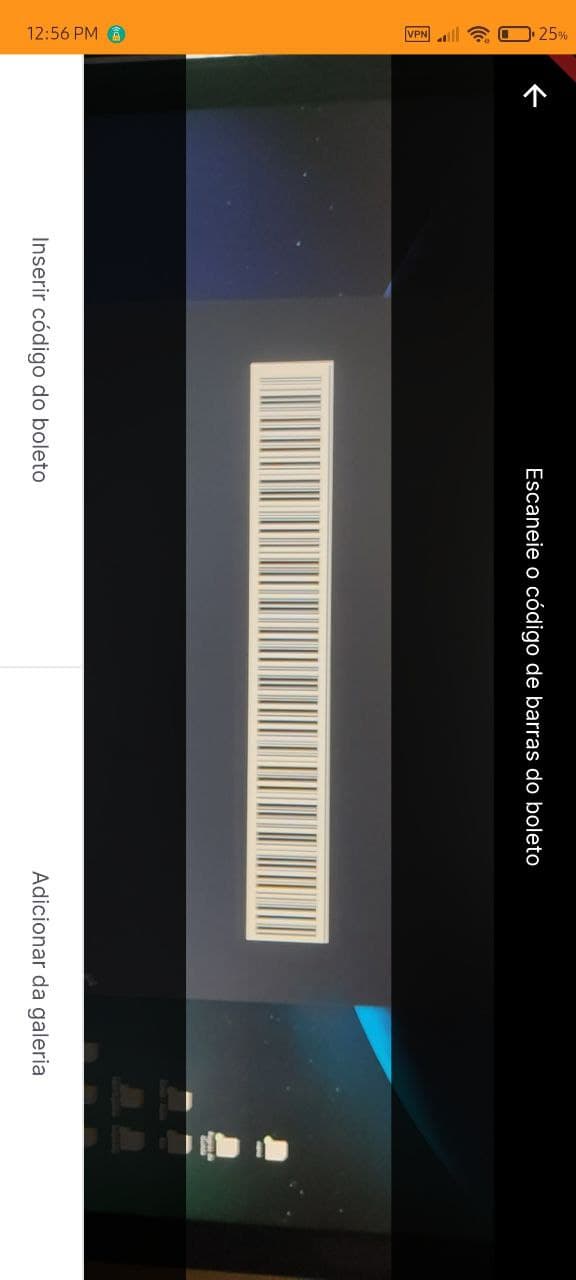 12:56 PM
VPN
25%
Escaneie o código de barras do boleto
Inserir código do boleto
Adicionar da galeria